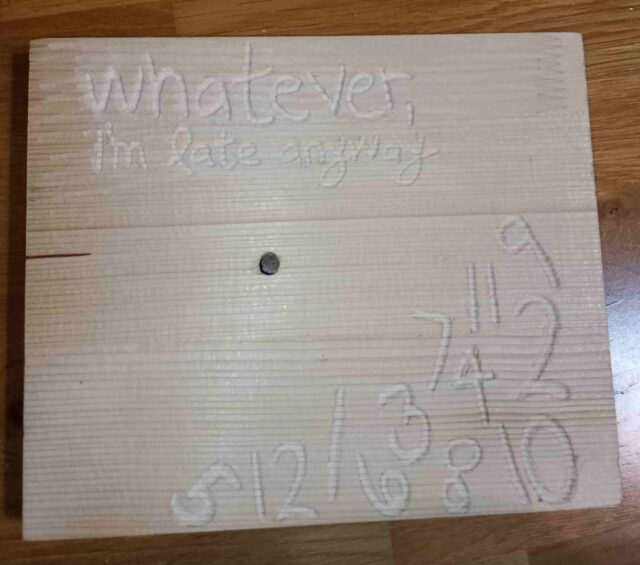 whatever,
i'm late anyway
9
11
7 4 2
5 12 1 3 6 8 10